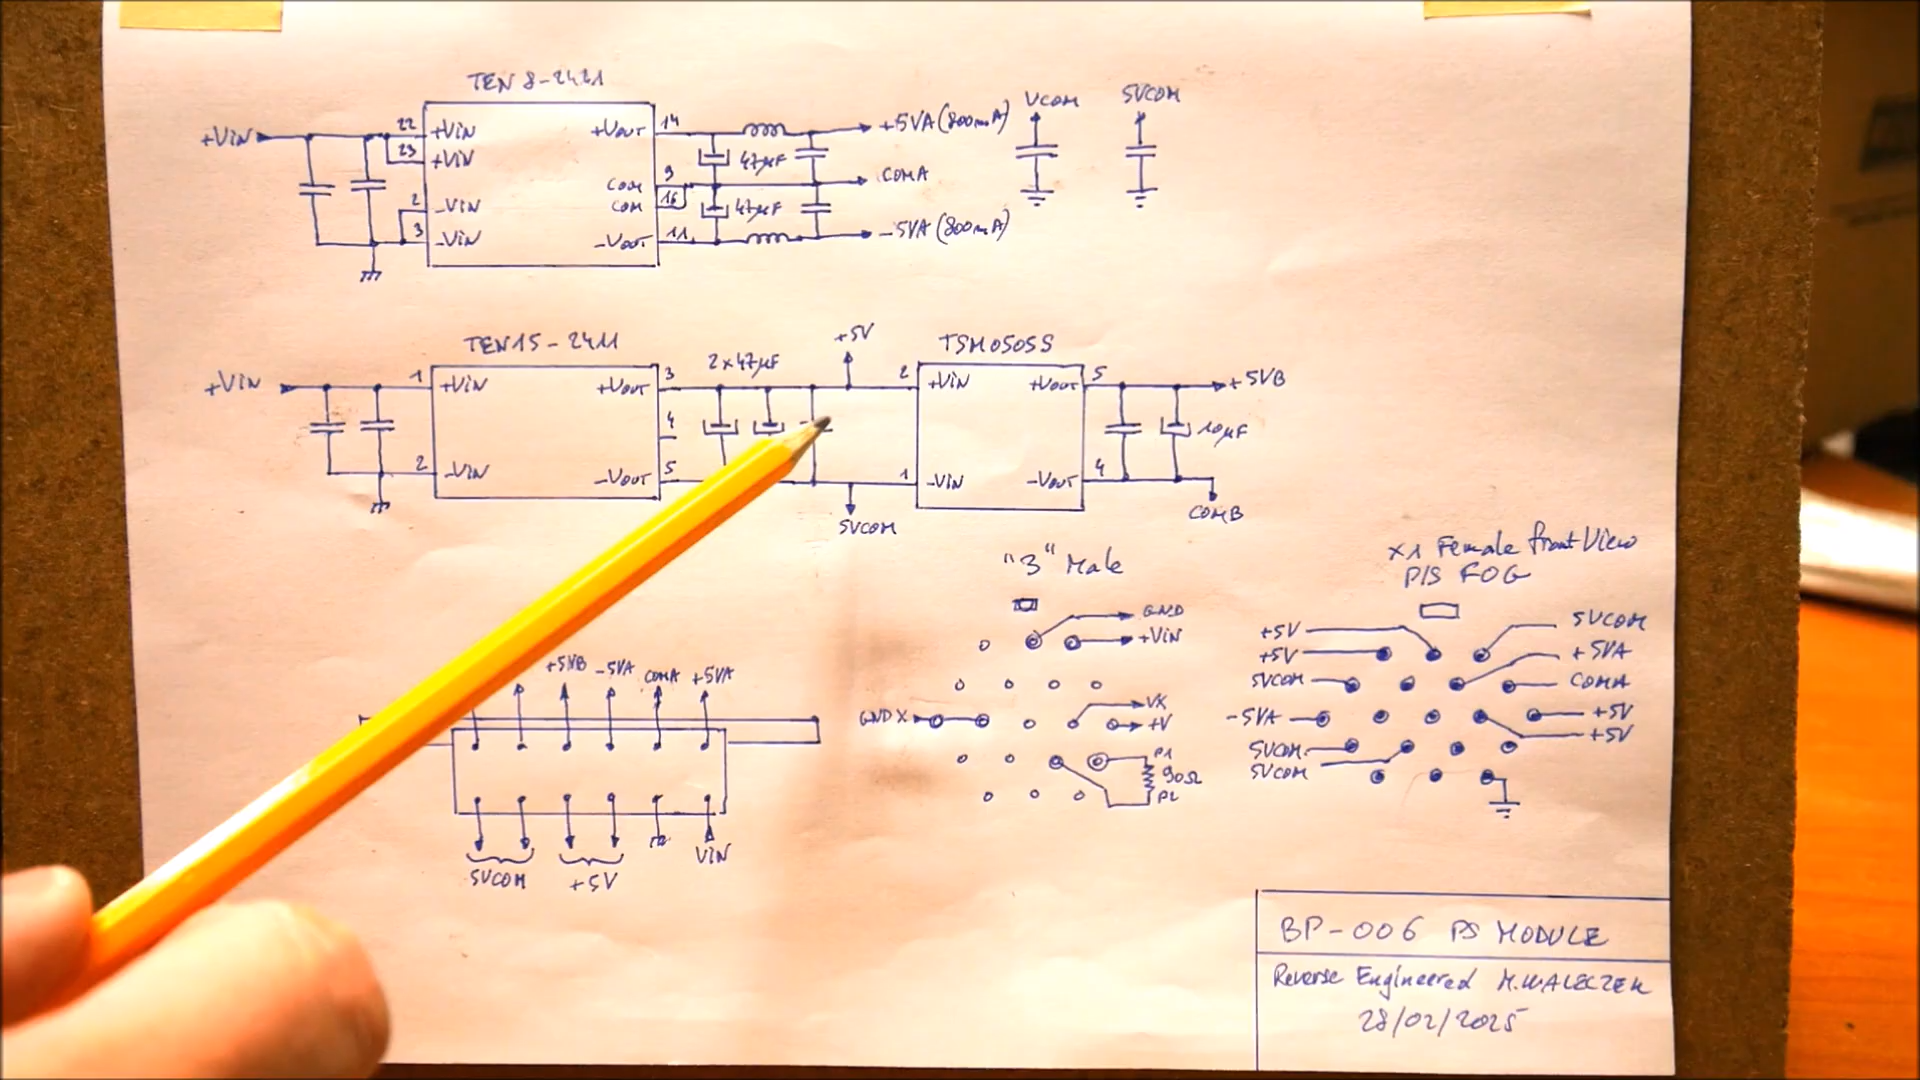 TEN 8-2421
+VIN
22
+VIN
23
+VIN
2
-VIN
3
-VIN
+VOUT
14
COM
9
COM
16
-VOUT
11
47µF
47µF
+5VA (800mA)
COMA
-5VA (800mA)
VCOM
5VCOM
TEN15-2411
+VIN
1
+VIN
2
-VIN
+VOUT
3
4
-VOUT
5
2x47µF
+5V
5VCOM
TSM0505S
2
+VIN
1
-VIN
+VOUT
5
-VOUT
4
+5VB
10µF
COMB
+5VB
-5VA
COMA
+5VA
5VCOM
+5V
VIN
"3" Male
GND
+VIN
GNDX
VX
+V
P1
90Ω
P2
X1 Female front View
P/S FOG
+5V
+5V
5VCOM
-5VA
5VCOM
5VCOM
5VCOM
+5VA
COMA
+5V
+5V
BP-006 PS MODULE
Reverse Engineered M.WALECZEK
28/02/2025